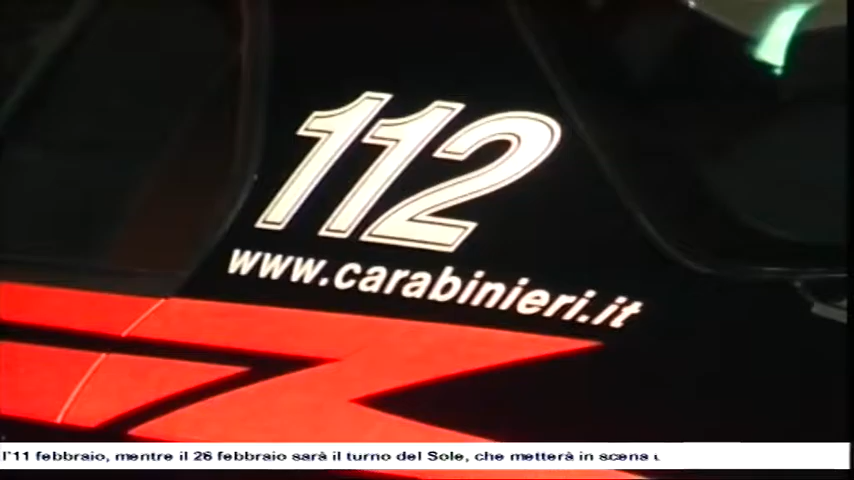 112
www.carabinieri.it
l'11 febbraio, mentre il 26 febbraio sarà il turno del Sole, che metterà in scena